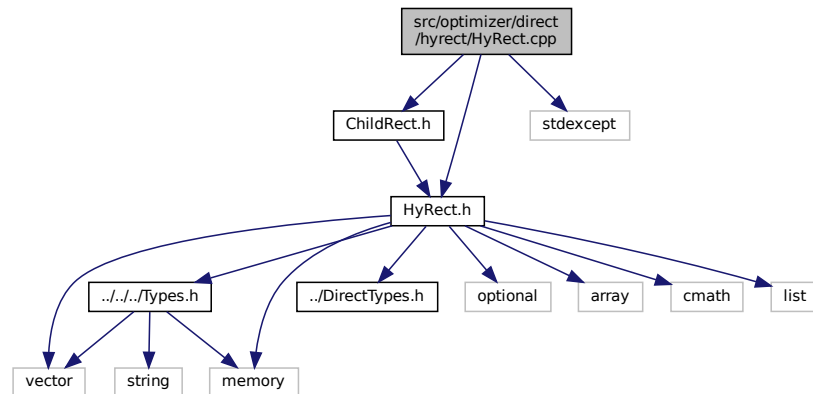 src/optimizer/direct
/hyrect/HyRect.cpp
ChildRect.h
stdexcept
HyRect.h
../../../Types.h
../DirectTypes.h
optional
array
cmath
list
vector
string
memory